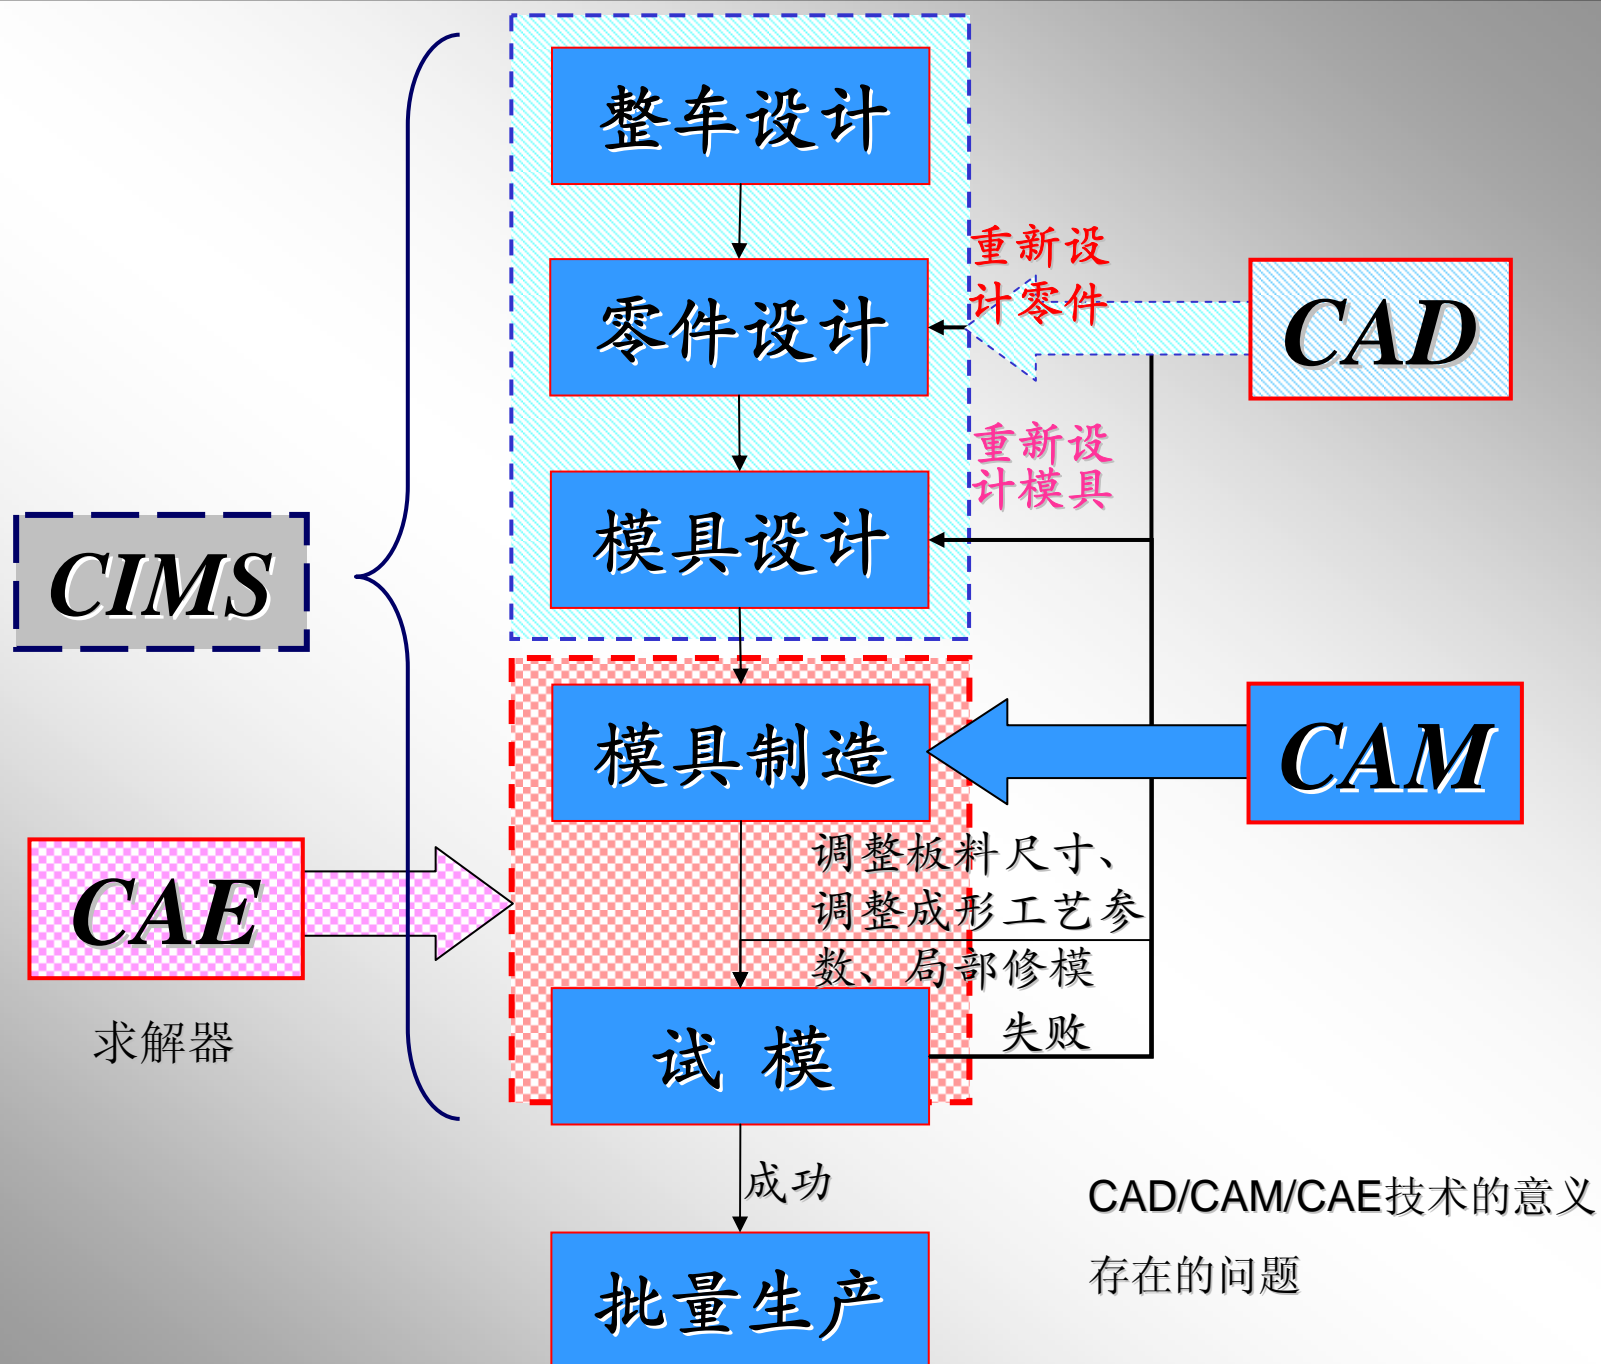 整车设计
重新设
计零件
零件设计
CAD
重新设
计模具
模具设计
CIMS
模具制造
CAM
调整板料尺寸、
调整成形工艺参
数、局部修模
CAE
失败
求解器
试 模
成功
CAD/CAM/CAE技术的意义
存在的问题
批量生产